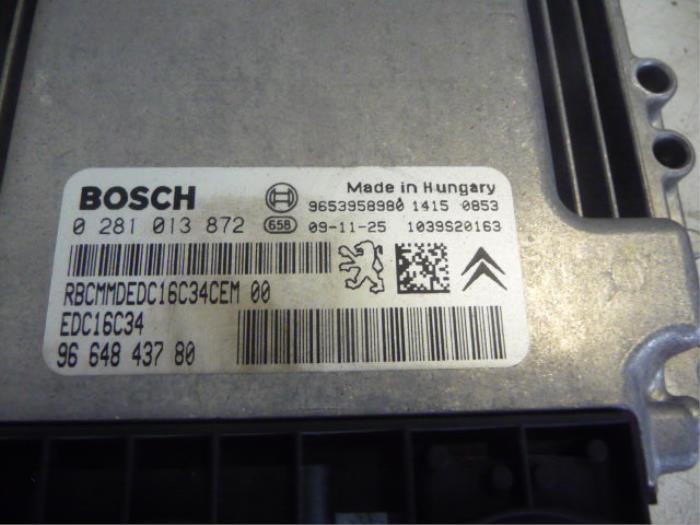 BOSCH
Made in Hungary
9653958980 1415 0853
0 281 013 872 658 09-11-25 1039S20163
RBCMMDEDC16C34CEM 00
EDC16C34
96 648 437 80